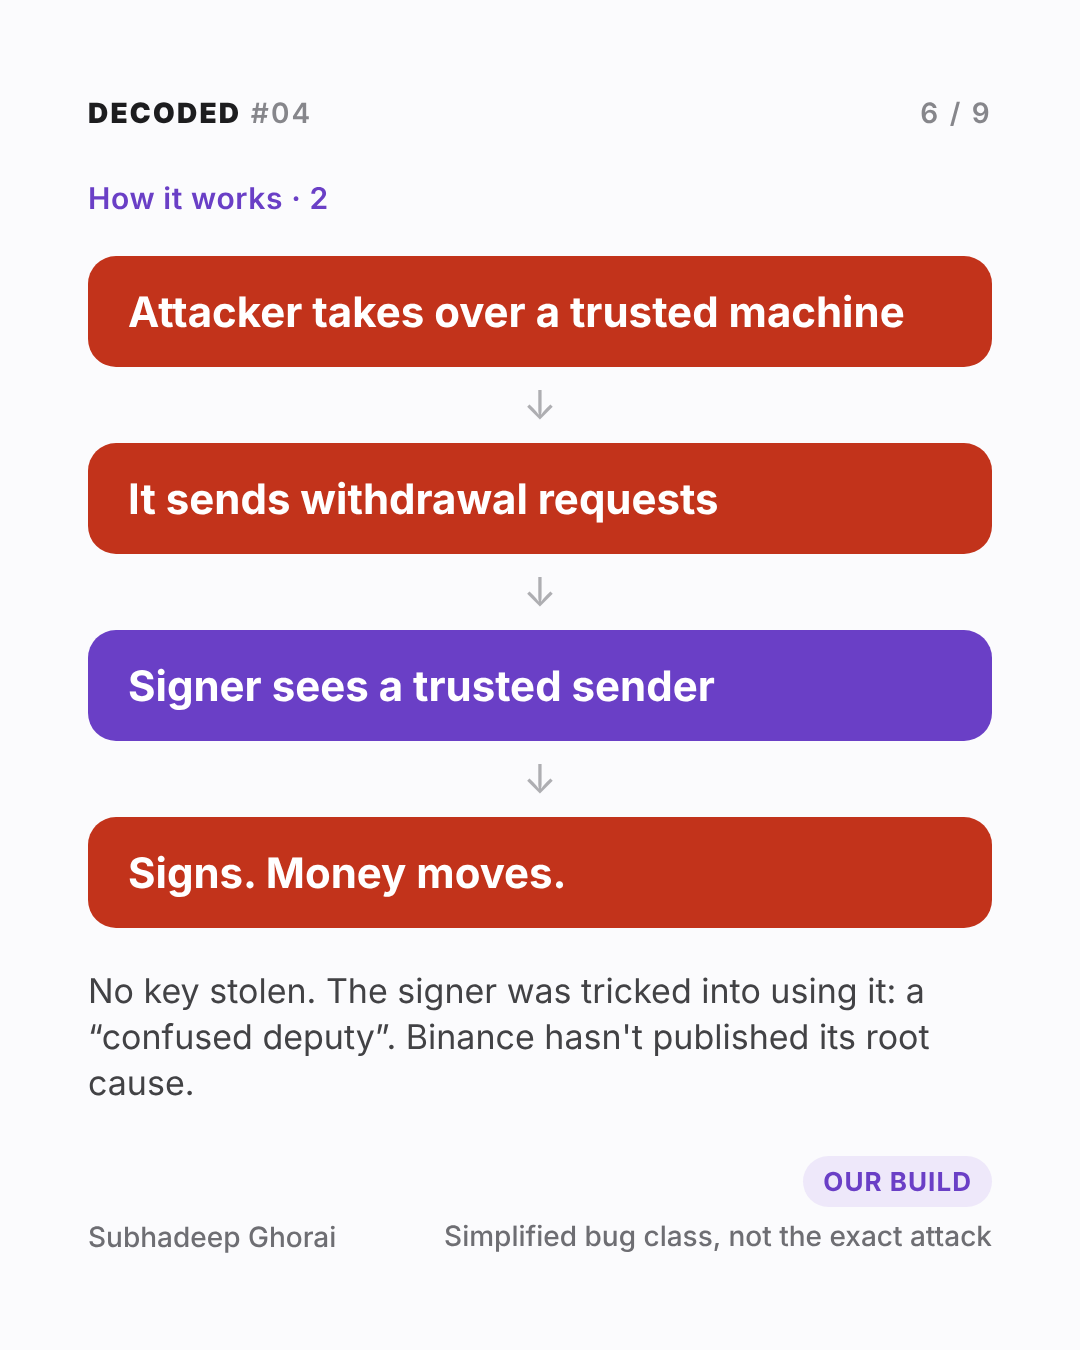 DECODED #04
6 / 9
How it works · 2
Attacker takes over a trusted machine
↓
It sends withdrawal requests
↓
Signer sees a trusted sender
↓
Signs. Money moves.
No key stolen. The signer was tricked into using it: a
“confused deputy”. Binance hasn't published its root
cause.
OUR BUILD
Subhadeep Ghorai
Simplified bug class, not the exact attack